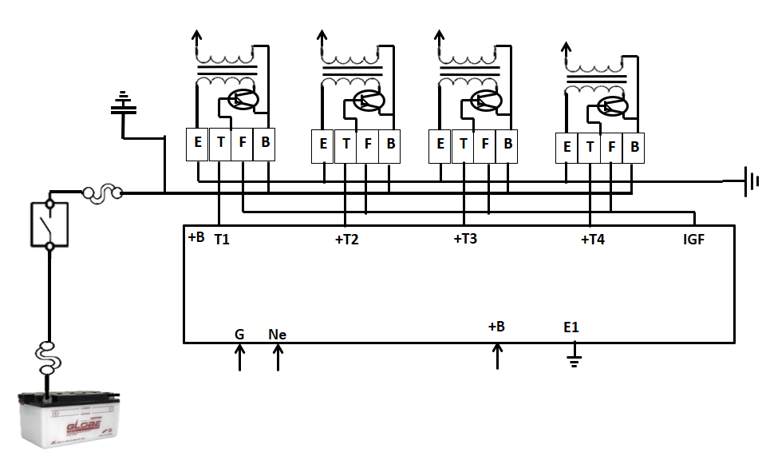 E T F B E T F B E T F B E T F B
+B T1 +T2 +T3 +T4 IGF
G Ne +B E1
GLOBE